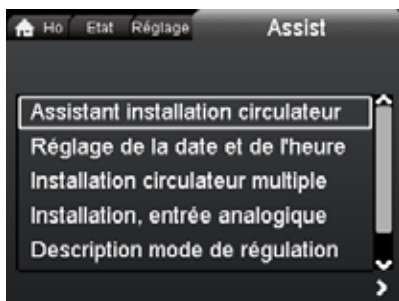 Ho Etat Réglage Assist
Assistant installation circulateur
Réglage de la date et de l'heure
Installation circulateur multiple
Installation, entrée analogique
Description mode de régulation